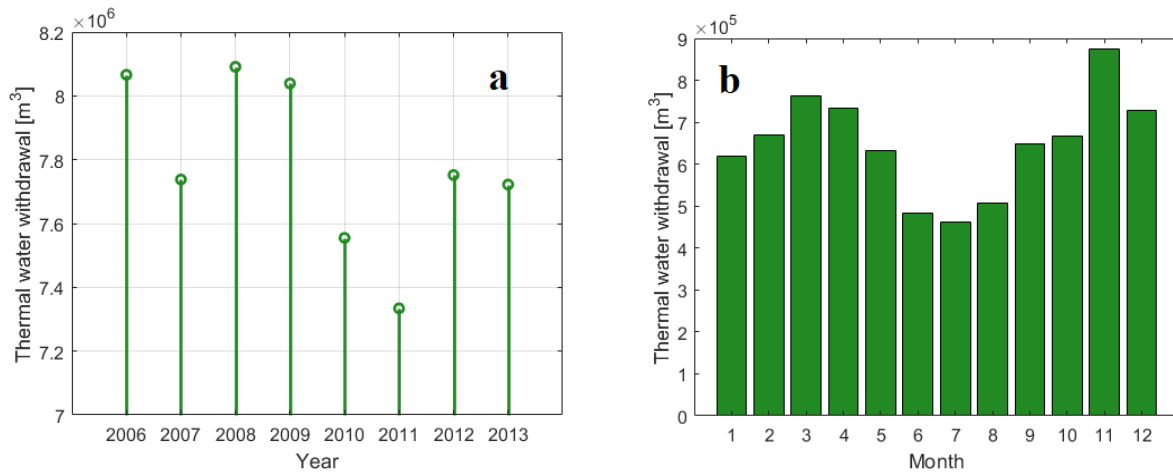 ×10⁶
8.2
8
7.8
7.6
7.4
7.2
7
Thermal water withdrawal [m³]
a
2006 2007 2008 2009 2010 2011 2012 2013
Year
×10⁵
9
8
7
6
5
4
3
2
1
0
Thermal water withdrawal [m³]
b
1 2 3 4 5 6 7 8 9 10 11 12
Month